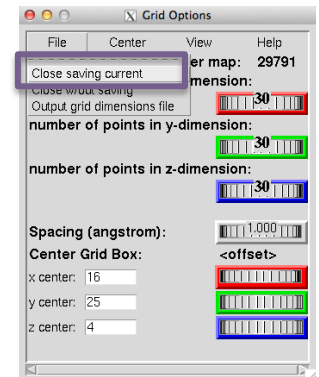 Grid Options
File Center View Help
er map: 29791
Close saving current
mension:
Close w/out saving
Output grid dimensions file
30
number of points in y-dimension:
30
number of points in z-dimension:
30
Spacing (angstrom): 1.000
Center Grid Box: <offset>
x center: 16
y center: 25
z center: 4